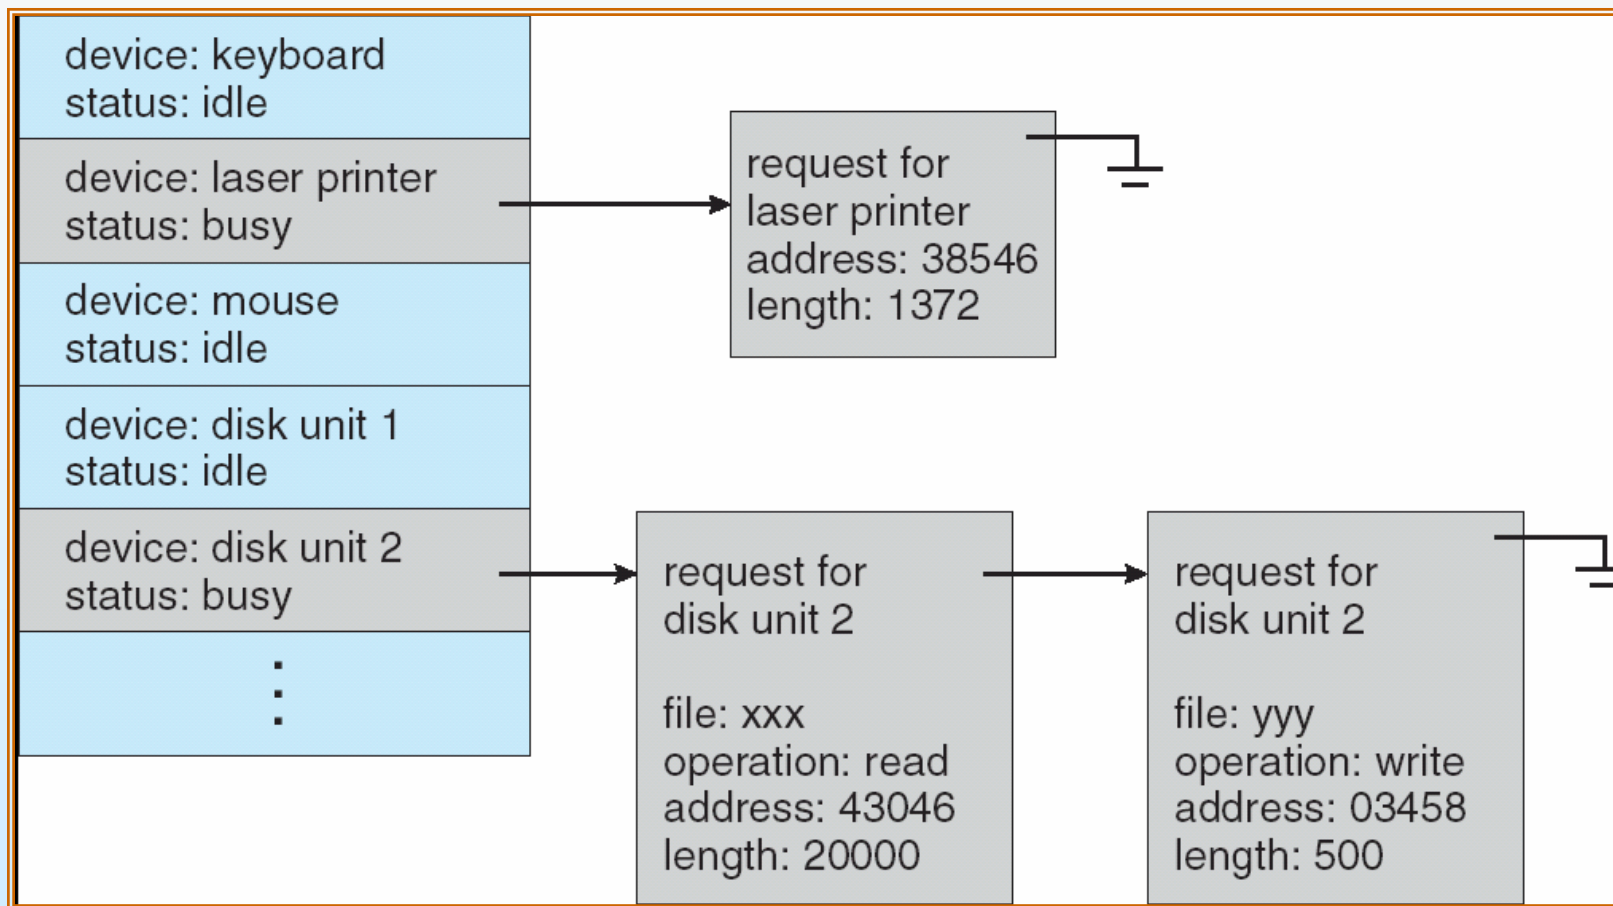 device: keyboard
status: idle
device: laser printer
status: busy
device: mouse
status: idle
device: disk unit 1
status: idle
device: disk unit 2
status: busy
request for
laser printer
address: 38546
length: 1372
request for
disk unit 2
file: xxx
operation: read
address: 43046
length: 20000
request for
disk unit 2
file: yyy
operation: write
address: 03458
length: 500